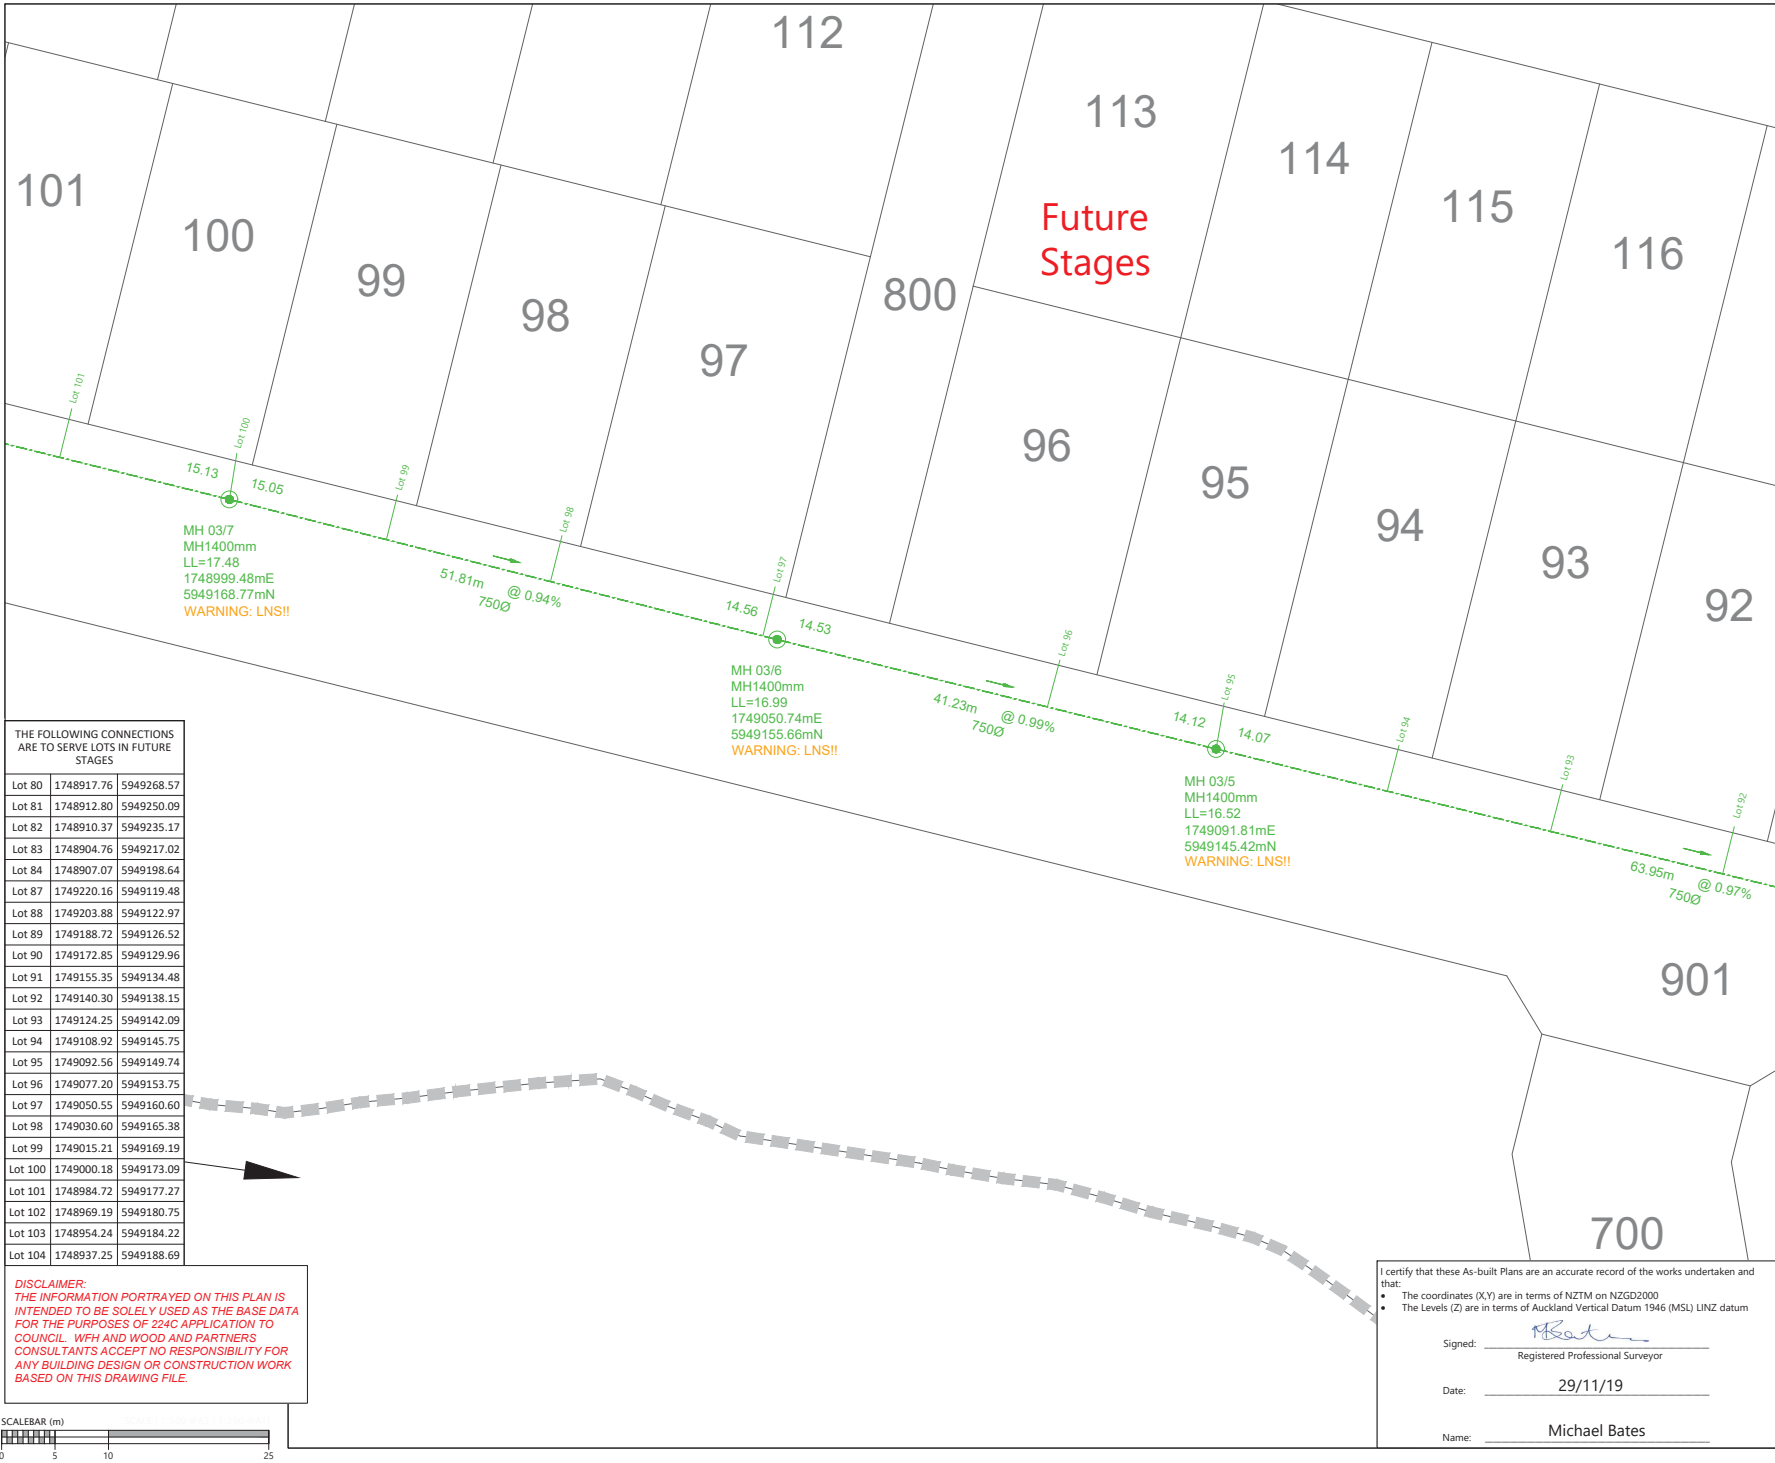 112
113
114
115
116
101
100
99
98
97
800
Future
Stages
96
95
94
93
92
901
700
Lot 101
Lot 100
Lot 99
Lot 98
Lot 97
Lot 96
Lot 95
Lot 94
Lot 93
Lot 92
15.13
15.05
MH 03/7
MH1400mm
LL=17.48
1748999.48mE
5949168.77mN
WARNING: LNS!!
51.81m @ 0.94%
750Ø
14.56
14.53
MH 03/6
MH1400mm
LL=16.99
1749050.74mE
5949155.66mN
WARNING: LNS!!
41.23m @ 0.99%
750Ø
14.12
14.07
MH 03/5
MH1400mm
LL=16.52
1749091.81mE
5949145.42mN
WARNING: LNS!!
63.95m @ 0.97%
750Ø
THE FOLLOWING CONNECTIONS
ARE TO SERVE LOTS IN FUTURE
STAGES
Lot 80 1748917.76 5949268.57
Lot 81 1748912.80 5949250.09
Lot 82 1748910.37 5949235.17
Lot 83 1748904.76 5949217.02
Lot 84 1748907.07 5949198.64
Lot 87 1749220.16 5949119.48
Lot 88 1749203.88 5949122.97
Lot 89 1749188.72 5949126.52
Lot 90 1749172.85 5949129.96
Lot 91 1749155.35 5949134.48
Lot 92 1749140.30 5949138.15
Lot 93 1749124.25 5949142.09
Lot 94 1749108.92 5949145.75
Lot 95 1749092.56 5949149.74
Lot 96 1749077.20 5949153.75
Lot 97 1749050.55 5949160.60
Lot 98 1749030.60 5949165.38
Lot 99 1749015.21 5949169.19
Lot 100 1749000.18 5949173.09
Lot 101 1748984.72 5949177.27
Lot 102 1748969.19 5949180.75
Lot 103 1748954.24 5949184.22
Lot 104 1748937.25 5949188.69
DISCLAIMER:
THE INFORMATION PORTRAYED ON THIS PLAN IS
INTENDED TO BE SOLELY USED AS THE BASE DATA
FOR THE PURPOSES OF 224C APPLICATION TO
COUNCIL. WFH AND WOOD AND PARTNERS
CONSULTANTS ACCEPT NO RESPONSIBILITY FOR
ANY BUILDING DESIGN OR CONSTRUCTION WORK
BASED ON THIS DRAWING FILE.
SCALEBAR (m)
0 5 10 25
I certify that these As-built Plans are an accurate record of the works undertaken and
that:
• The coordinates (X,Y) are in terms of NZTM on NZGD2000
• The Levels (Z) are in terms of Auckland Vertical Datum 1946 (MSL) LINZ datum
Signed:
Registered Professional Surveyor
Date: 29/11/19
Name: Michael Bates